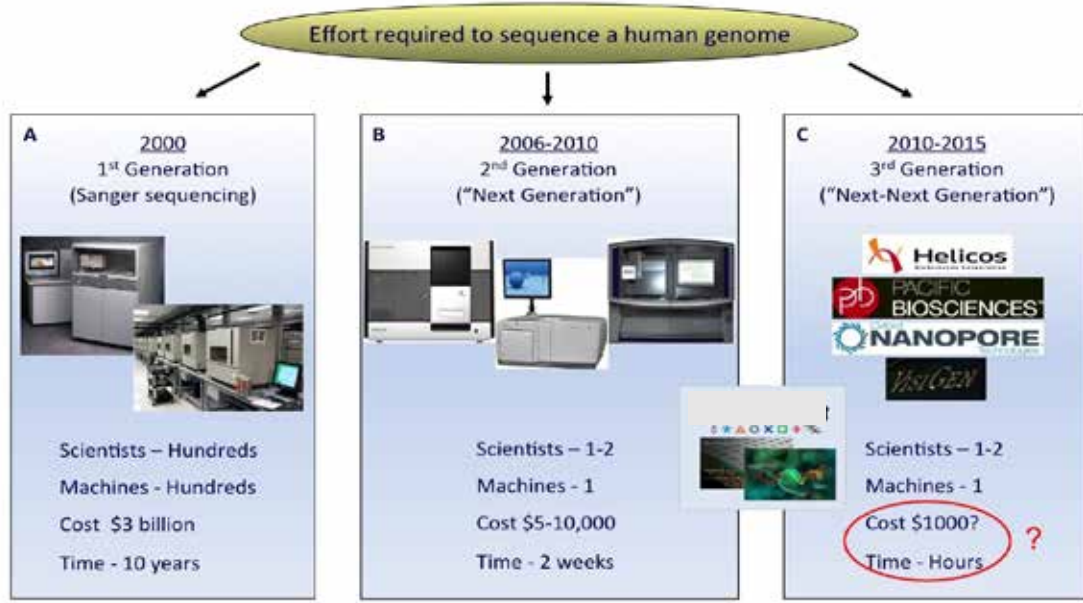 Effort required to sequence a human genome
A
2000
1st Generation
(Sanger sequencing)
Scientists – Hundreds
Machines - Hundreds
Cost $3 billion
Time - 10 years
B
2006-2010
2nd Generation
("Next Generation")
Scientists – 1-2
Machines - 1
Cost $5-10,000
Time - 2 weeks
C
2010-2015
3rd Generation
("Next-Next Generation")
Helicos
PACIFIC
BIOSCIENCES™
NANOPORE
VISIGEN
Scientists – 1-2
Machines - 1
Cost $1000?
Time - Hours
?